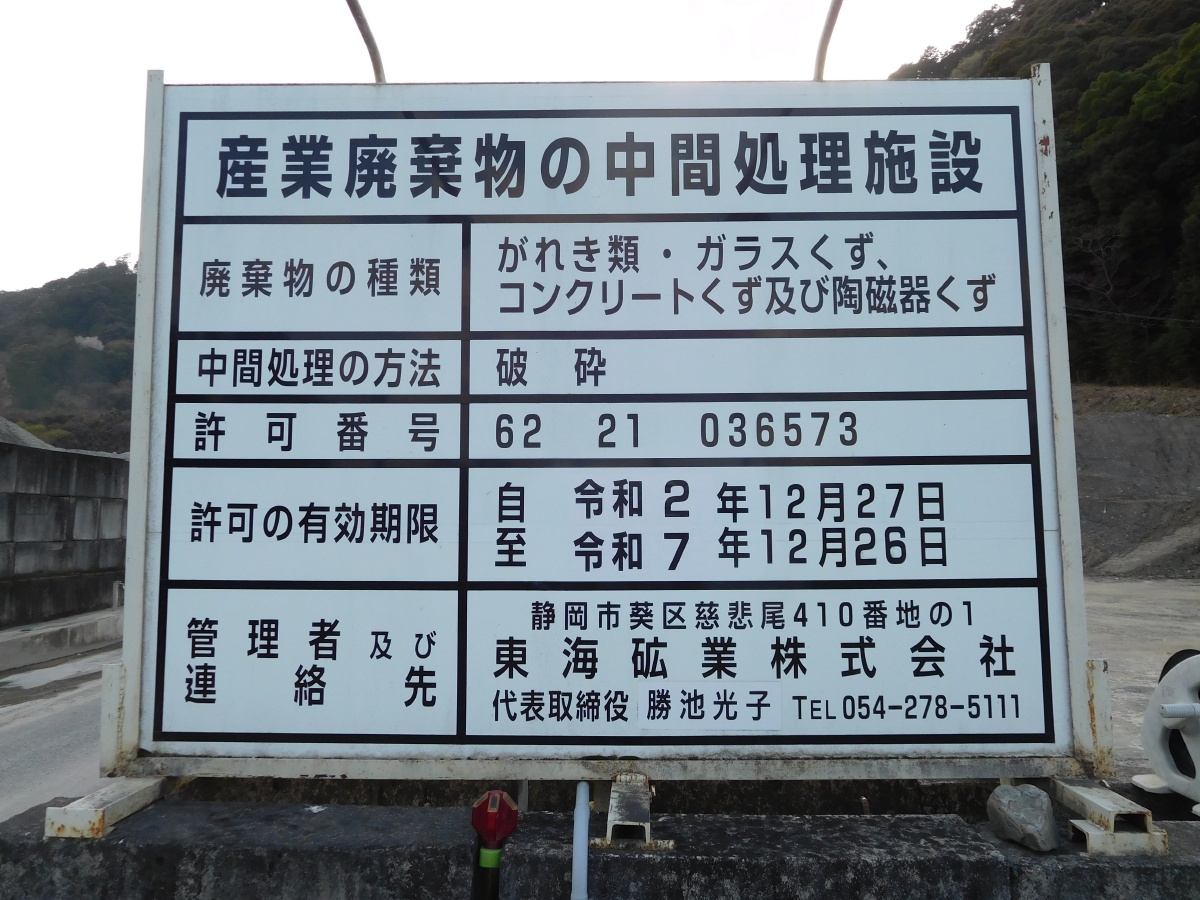 産業廃棄物の中間処理施設
廃棄物の種類
がれき類・ガラスくず、
コンクリートくず及び陶磁器くず
中間処理の方法
破砕
許可番号
62 21 036573
許可の有効期限
自 令和2年12月27日
至 令和7年12月26日
管理者及び
連絡先
静岡市葵区慈悲尾410番地の1
東海砿業株式会社
代表取締役 勝池光子 TEL054-278-5111